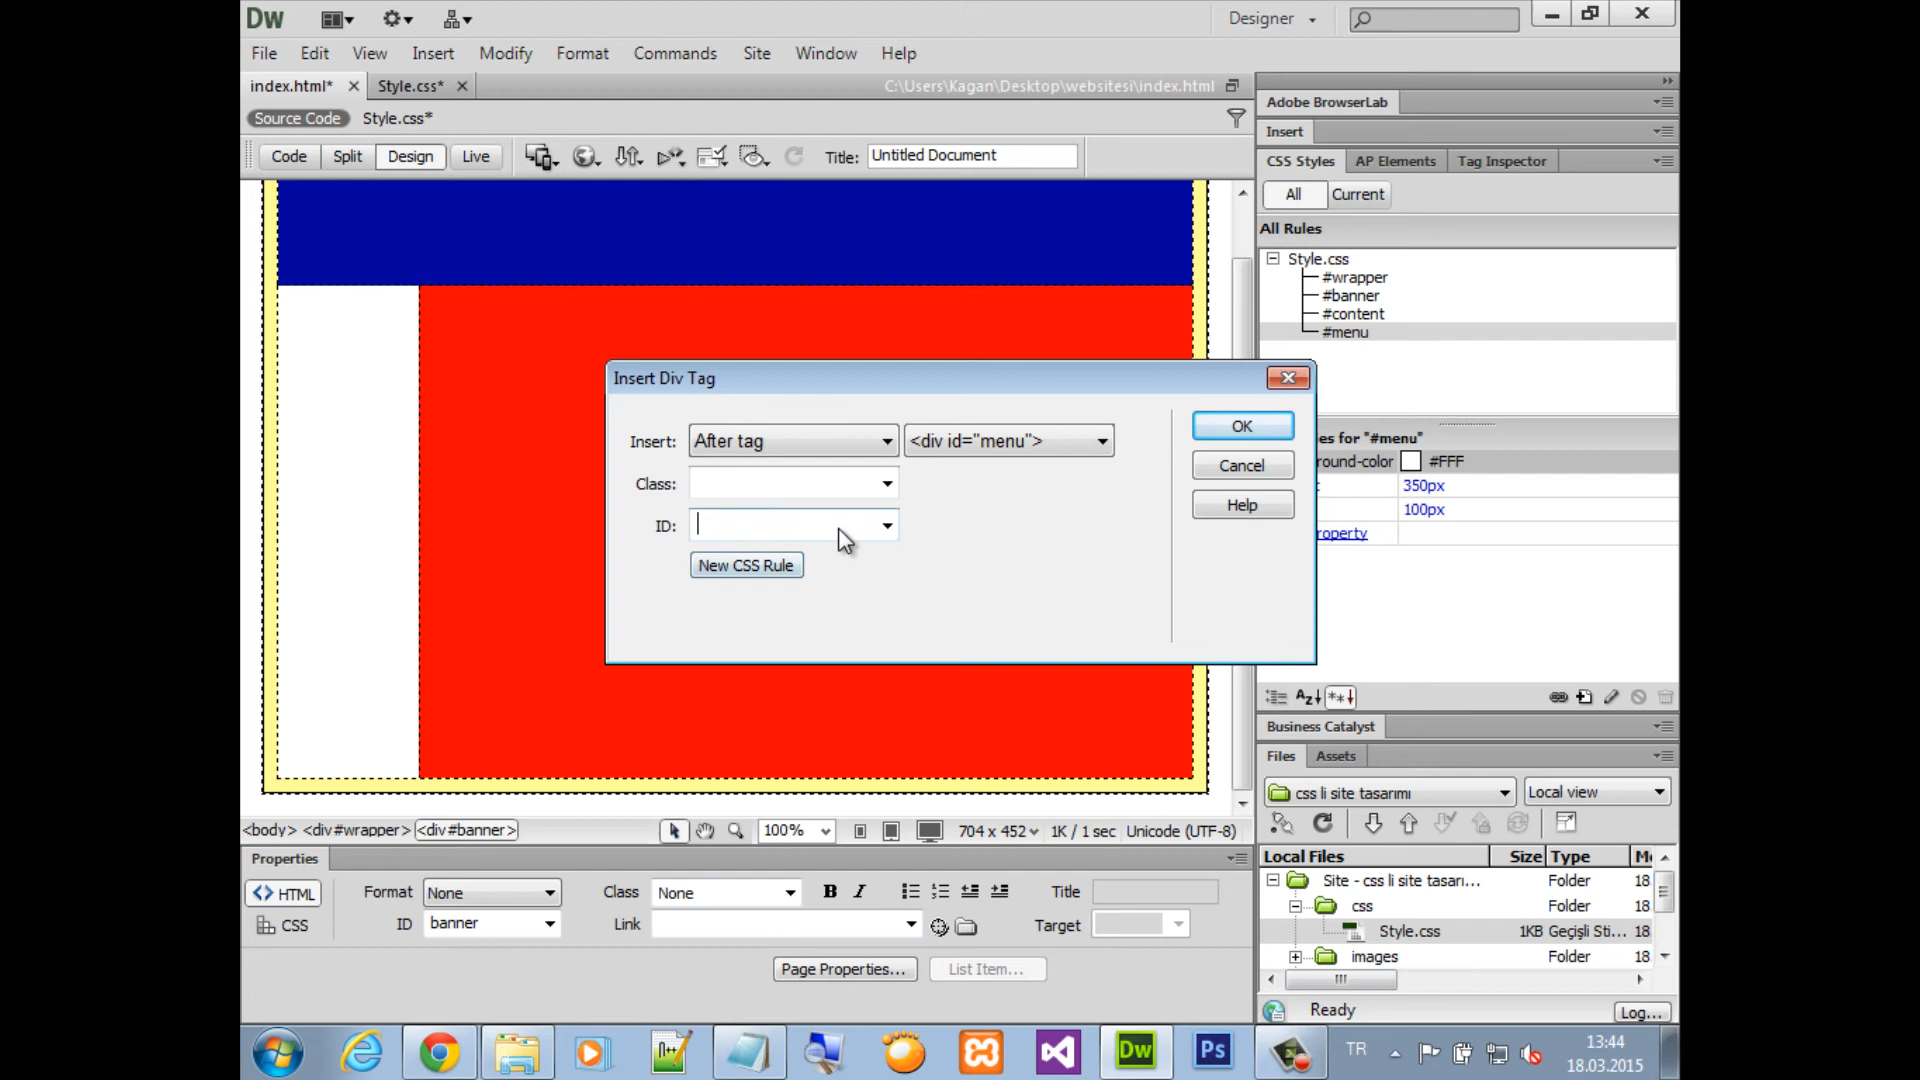 Dw
Designer
File Edit View Insert Modify Format Commands Site Window Help
index.html* Style.css* C:\Users\Kagan\Desktop\websitesi\index.html
Source Code Style.css*
Code Split Design Live Title: Untitled Document
Adobe BrowserLab
Insert
CSS Styles AP Elements Tag Inspector
All Current
All Rules
Style.css
#wrapper
#banner
#content
#menu
Insert Div Tag
Insert: After tag <div id="menu">
Class:
ID:
New CSS Rule
OK
Cancel
Help
es for "#menu"
round-color #FFF
t 350px
100px
roperty
Business Catalyst
Files Assets
css li site tasarımı Local view
Local Files Size Type M
Site - css li site tasarı... Folder 18
css Folder 18
Style.css 1KB Geçişli Sti... 18
images Folder 18
Ready Log...
<body> <div#wrapper> <div#banner> 100% 704 x 452 1K / 1 sec Unicode (UTF-8)
Properties
HTML Format None Class None B I Title
CSS ID banner Link Target
Page Properties... List Item...
n++ Dw Ps TR 13:44
18.03.2015